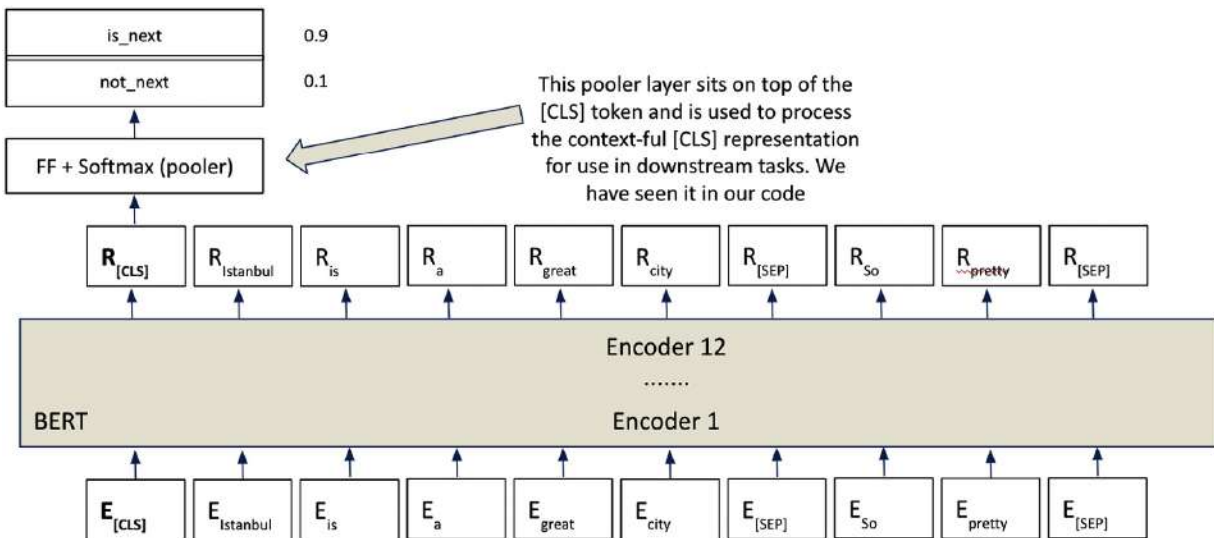 is_next 0.9
not_next 0.1
This pooler layer sits on top of the
[CLS] token and is used to process
the context-ful [CLS] representation
for use in downstream tasks. We
have seen it in our code
FF + Softmax (pooler)
R[CLS] RIstanbul Ris Ra Rgreat Rcity R[SEP] RSo Rpretty R[SEP]
Encoder 12
.......
BERT Encoder 1
E[CLS] EIstanbul Eis Ea Egreat Ecity E[SEP] ESo Epretty E[SEP]